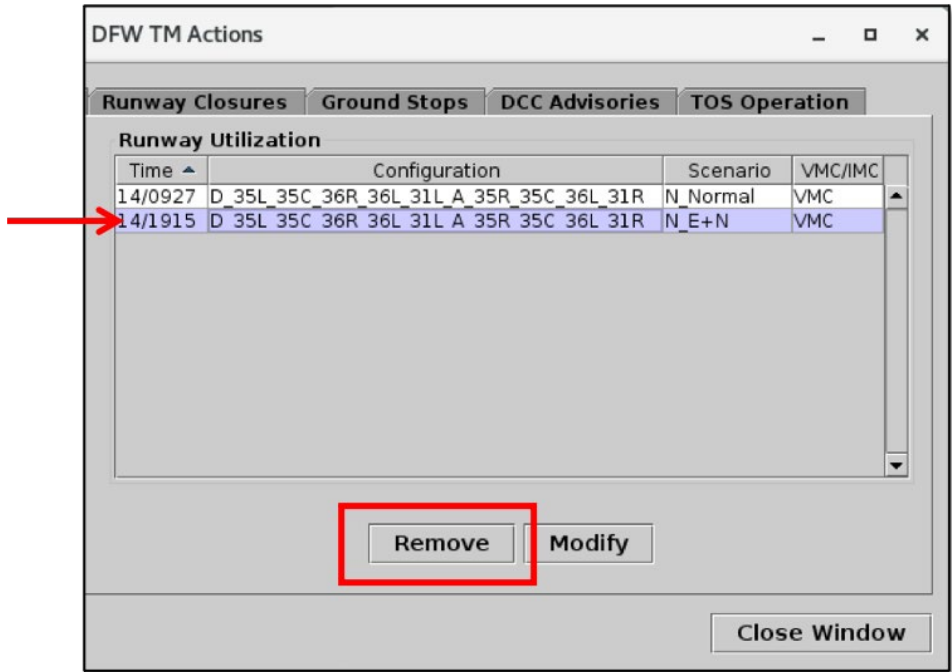 DFW TM Actions
Runway Closures Ground Stops DCC Advisories TOS Operation
Runway Utilization
Time Configuration Scenario VMC/IMC
14/0927 D_35L_35C_36R_36L_31L_A_35R_35C_36L_31R N_Normal VMC
14/1915 D_35L_35C_36R_36L_31L_A_35R_35C_36L_31R N_E+N VMC
Remove Modify
Close Window